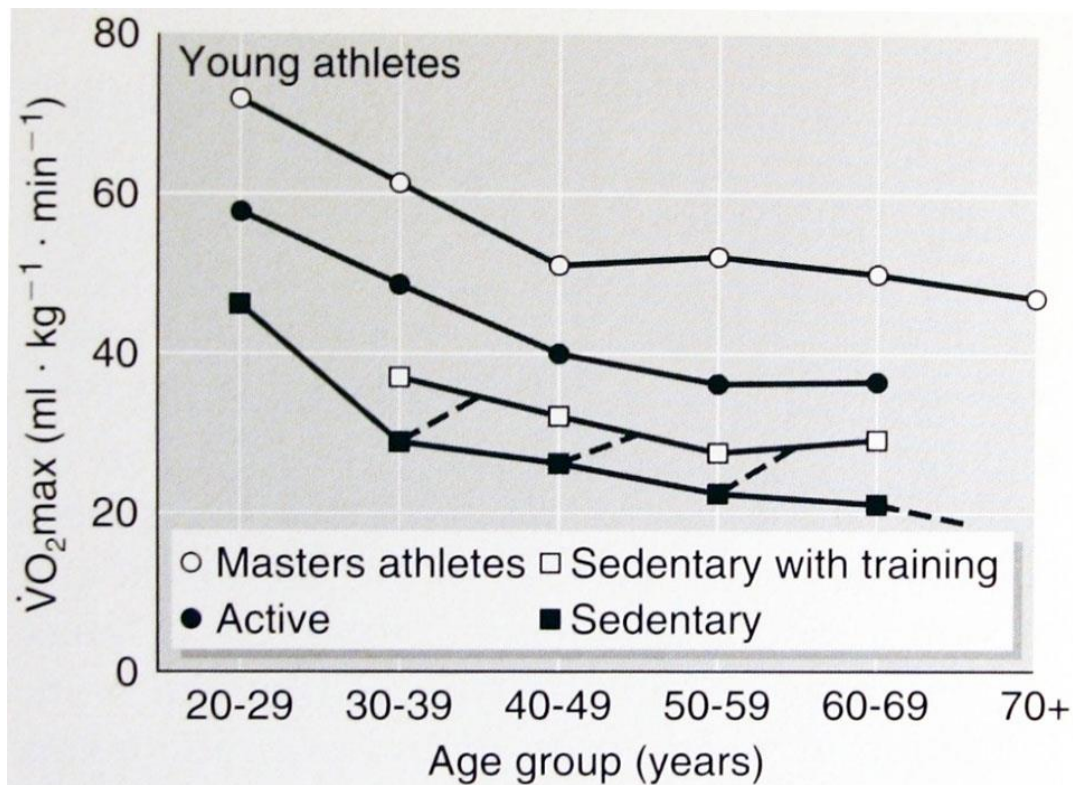 80
Young athletes
60
40
20
0
V̇O₂max (ml · kg⁻¹ · min⁻¹)
○ Masters athletes □ Sedentary with training
● Active ■ Sedentary
20-29 30-39 40-49 50-59 60-69 70+
Age group (years)